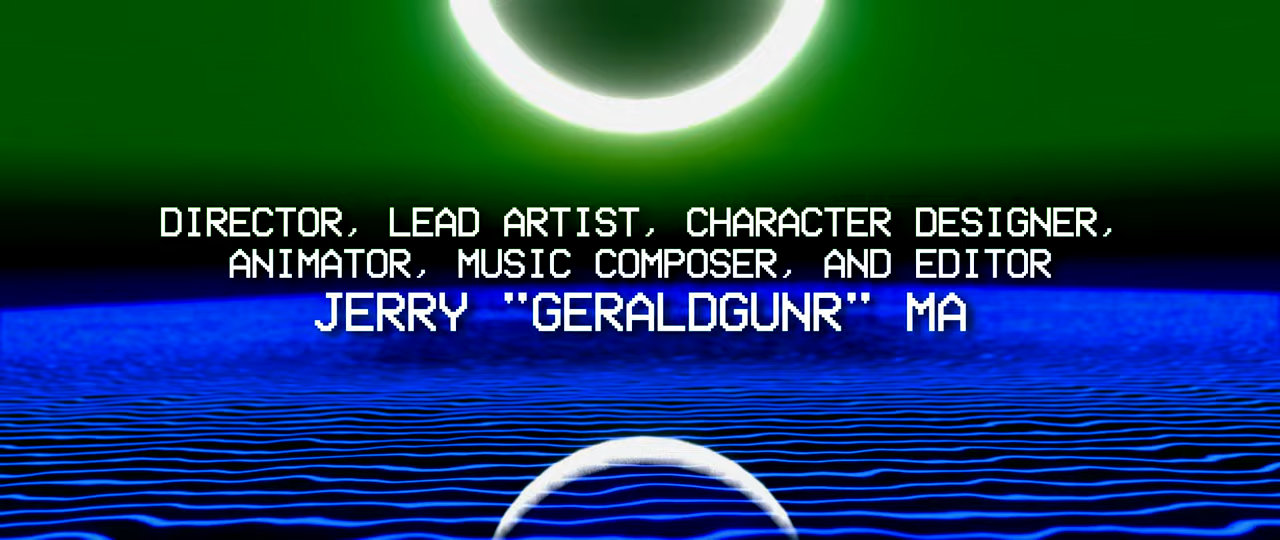 DIRECTOR, LEAD ARTIST, CHARACTER DESIGNER,
ANIMATOR, MUSIC COMPOSER, AND EDITOR
JERRY "GERALDGUNR" MA